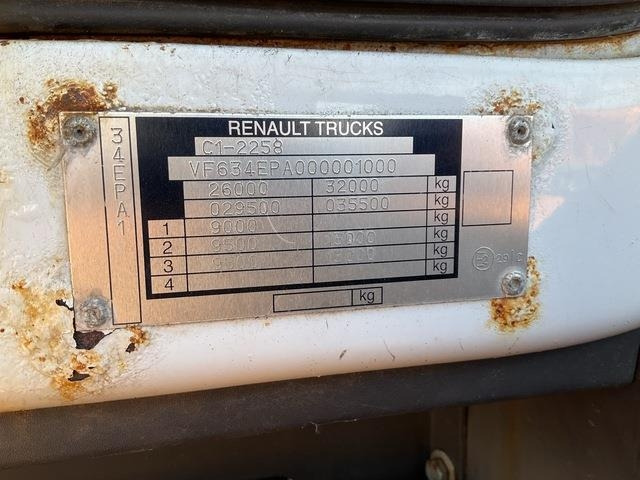 34EPA1
RENAULT TRUCKS
C1-2258
VF634EPA000001000
26000 32000 kg
029500 035500 kg
1 9000 kg
2 9500 kg
3 kg
4 kg
kg